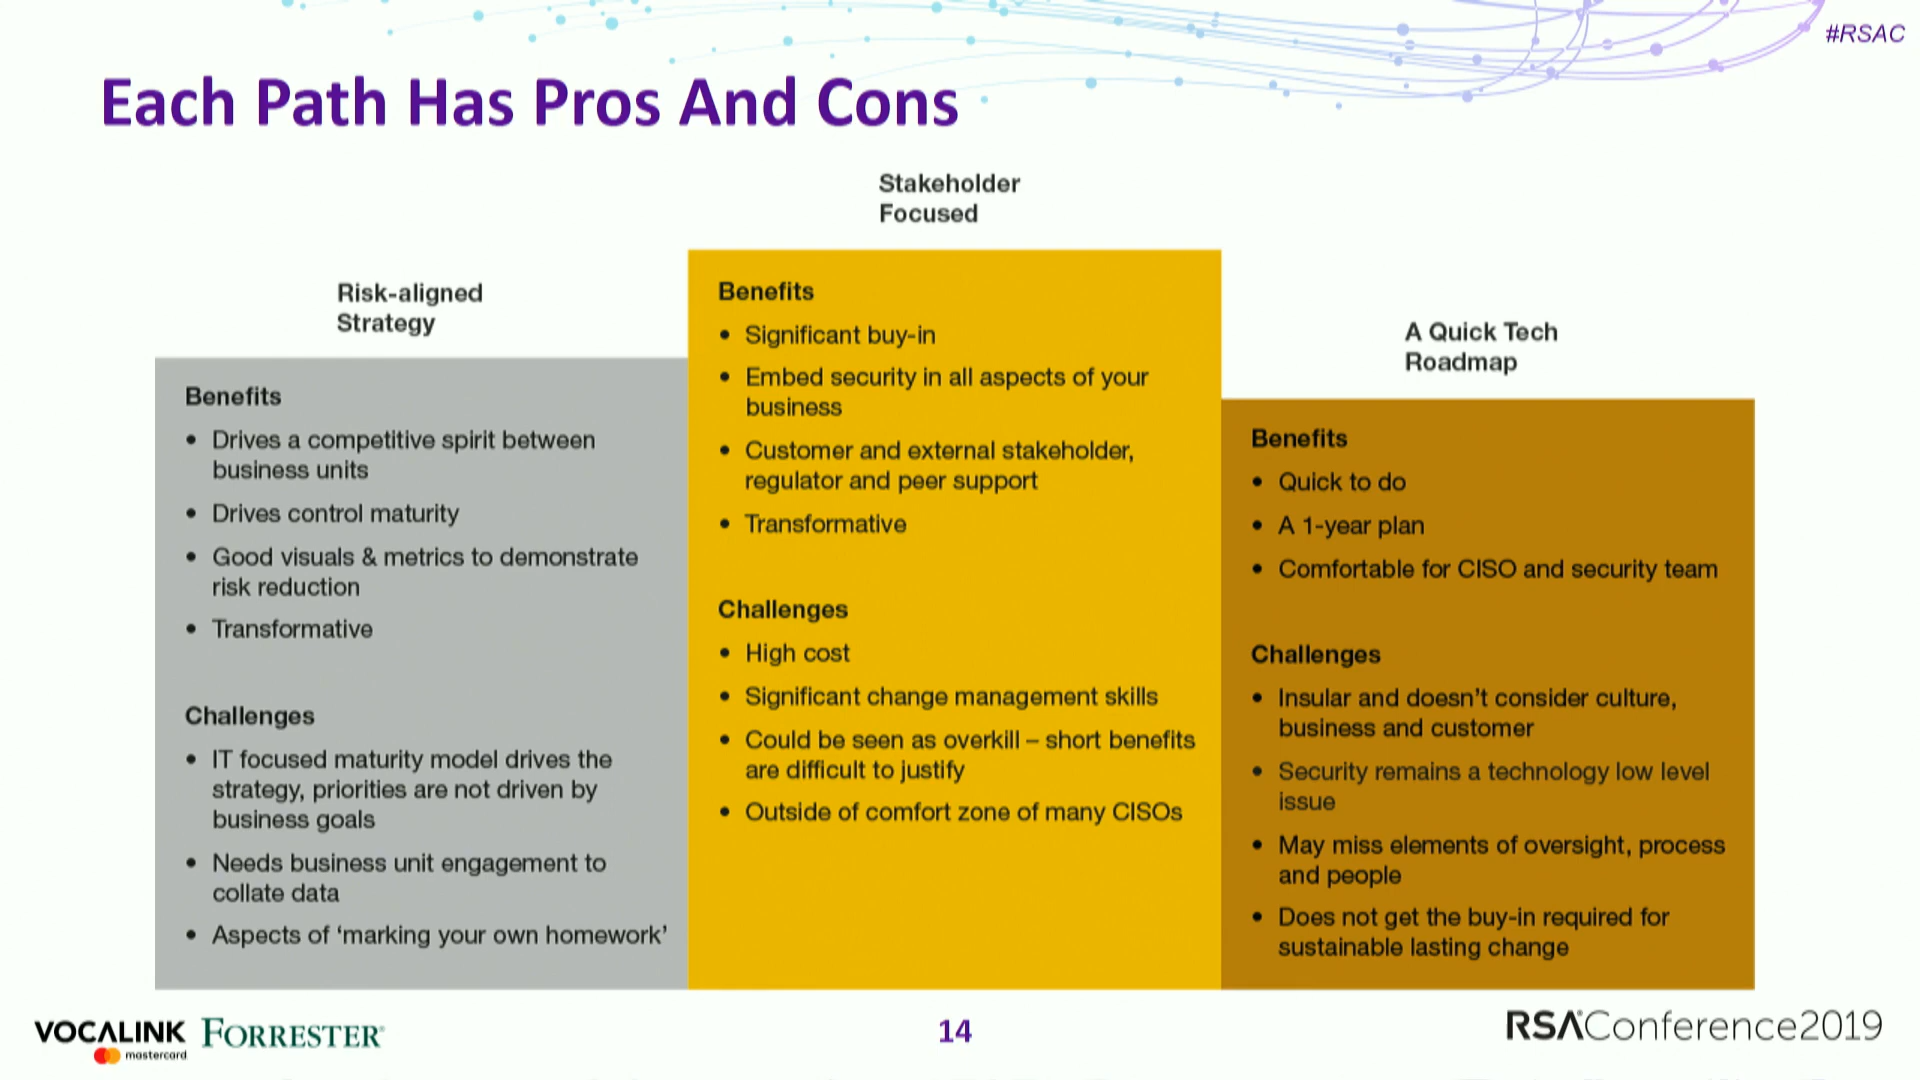 #RSAC
Each Path Has Pros And Cons
Risk-aligned
Strategy
Benefits
• Drives a competitive spirit between
business units
• Drives control maturity
• Good visuals & metrics to demonstrate
risk reduction
• Transformative
Challenges
• IT focused maturity model drives the
strategy, priorities are not driven by
business goals
• Needs business unit engagement to
collate data
• Aspects of ‘marking your own homework’
Stakeholder
Focused
Benefits
• Significant buy-in
• Embed security in all aspects of your
business
• Customer and external stakeholder,
regulator and peer support
• Transformative
Challenges
• High cost
• Significant change management skills
• Could be seen as overkill – short benefits
are difficult to justify
• Outside of comfort zone of many CISOs
A Quick Tech
Roadmap
Benefits
• Quick to do
• A 1-year plan
• Comfortable for CISO and security team
Challenges
• Insular and doesn’t consider culture,
business and customer
• Security remains a technology low level
issue
• May miss elements of oversight, process
and people
• Does not get the buy-in required for
sustainable lasting change
VOCALINK
mastercard
FORRESTER®
14
RSAConference2019